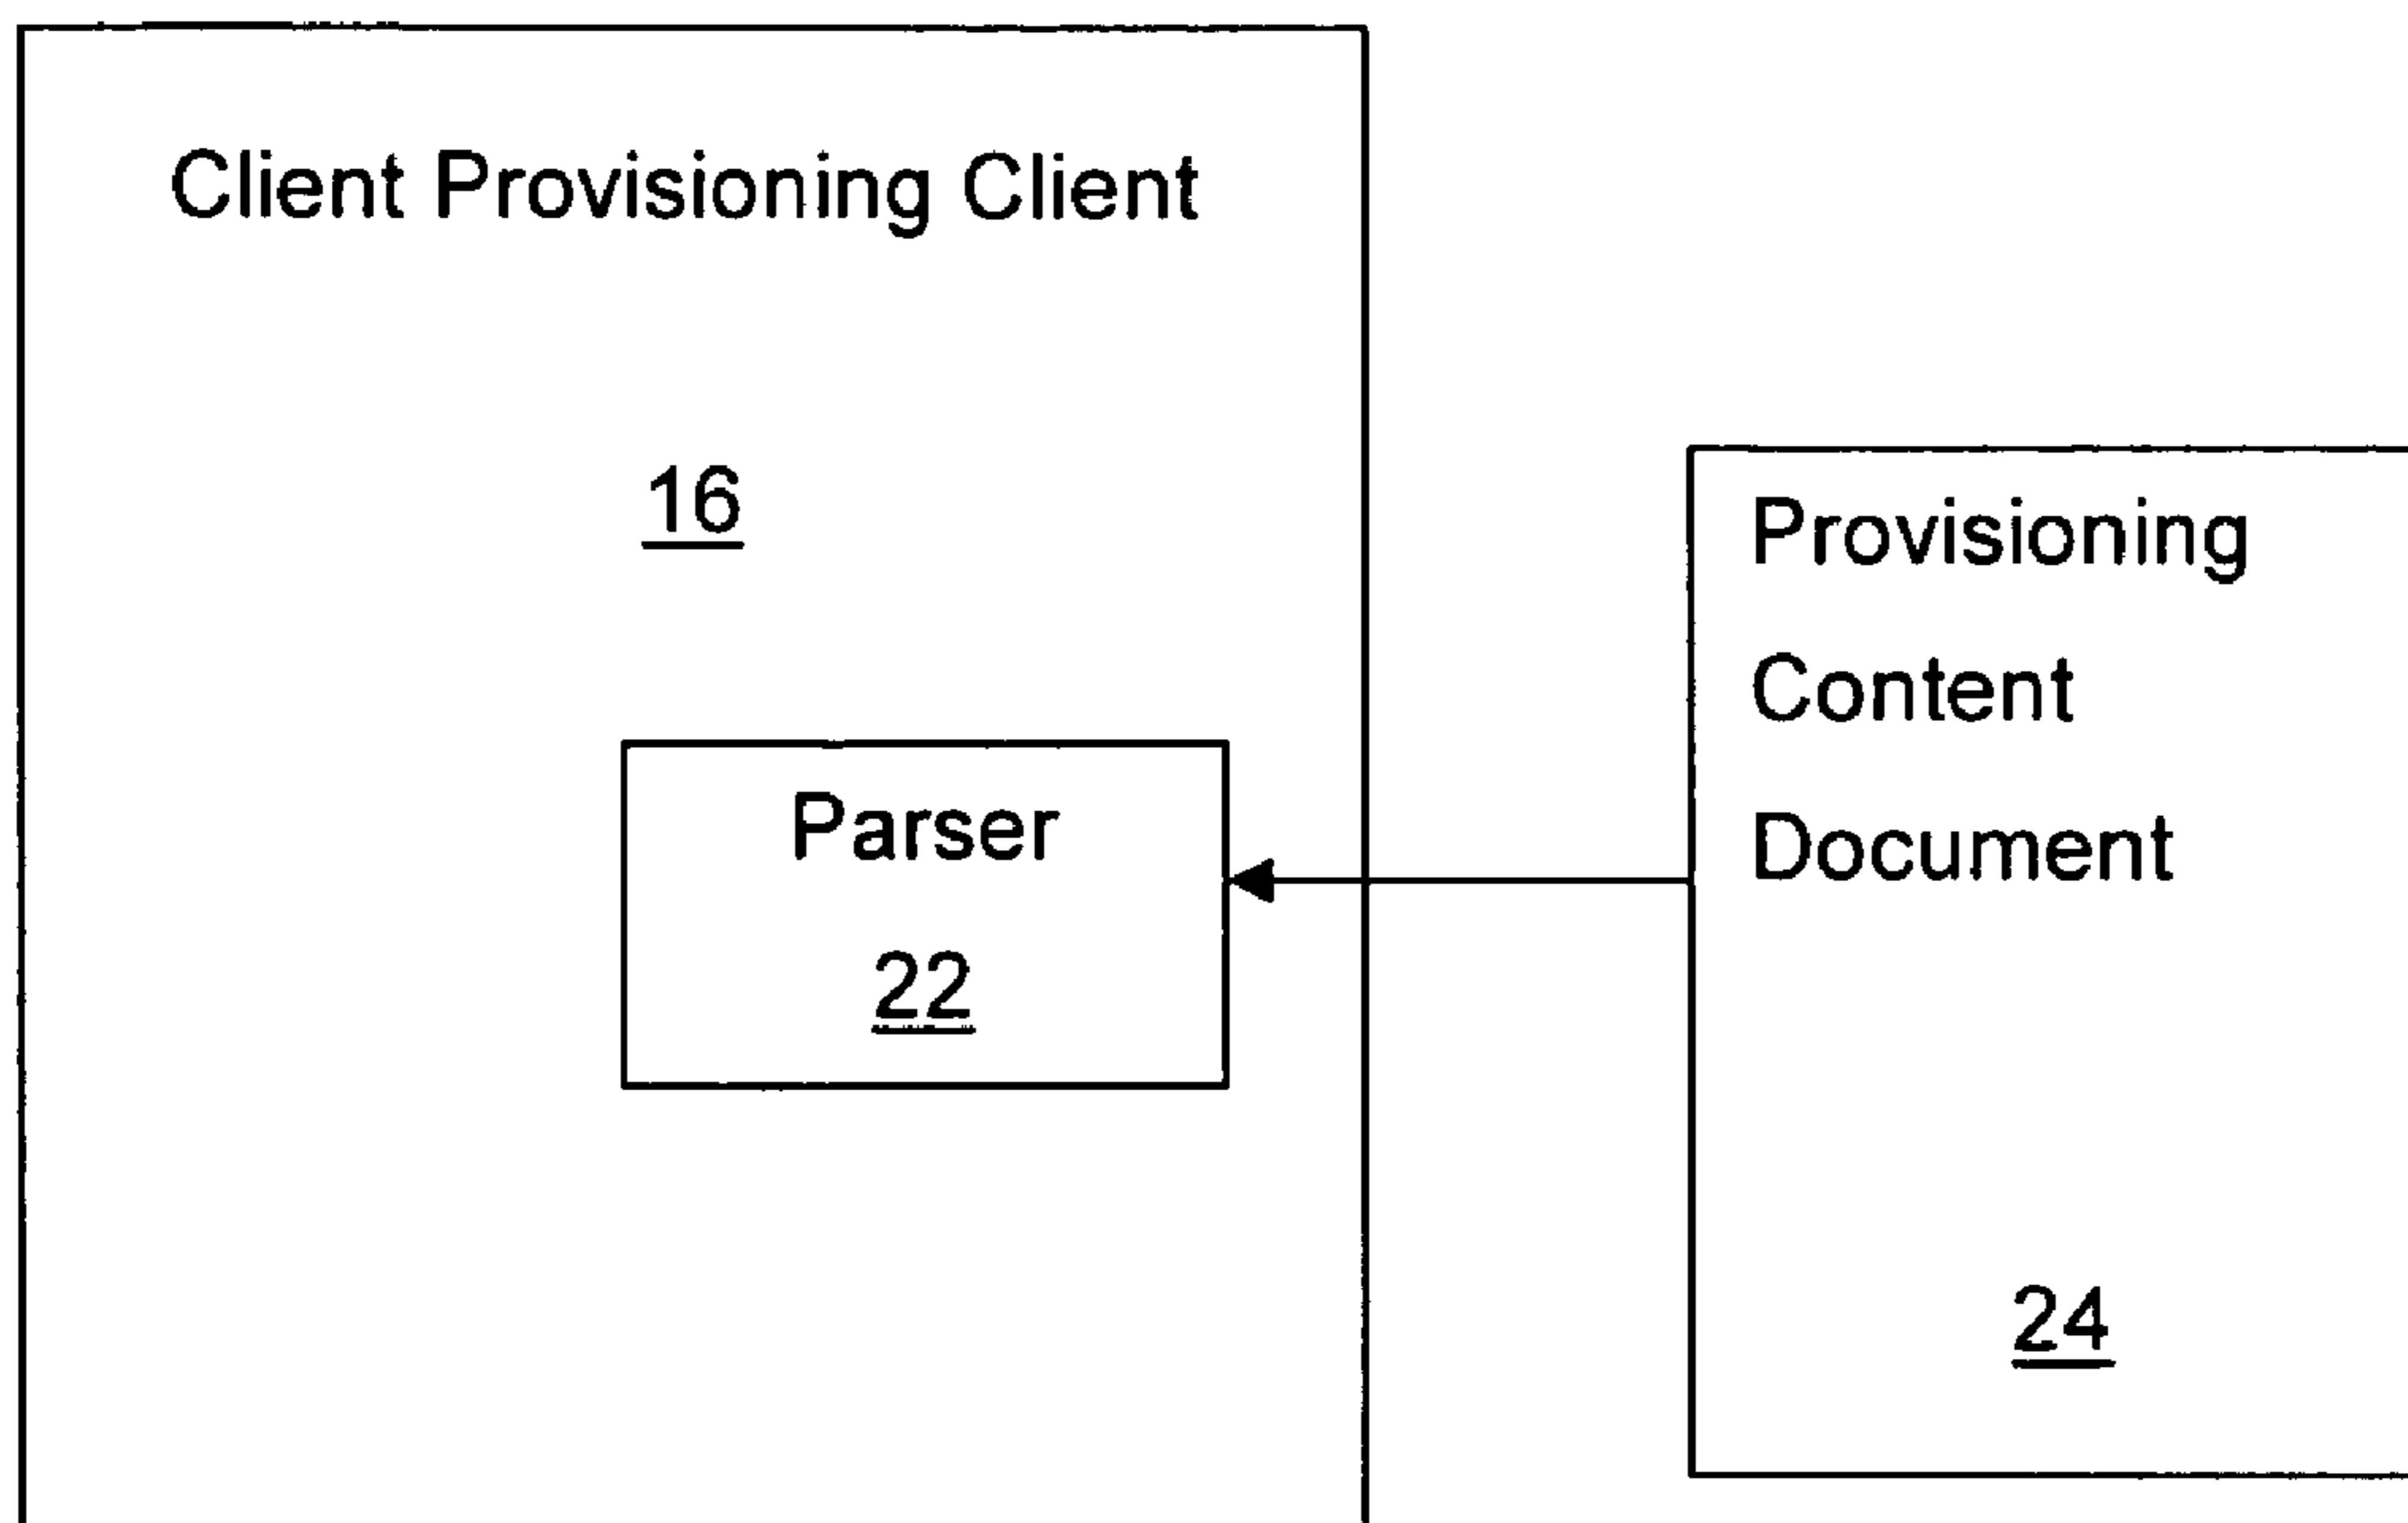 Client Provisioning Client
16
Parser
22
Provisioning
Content
Document
24